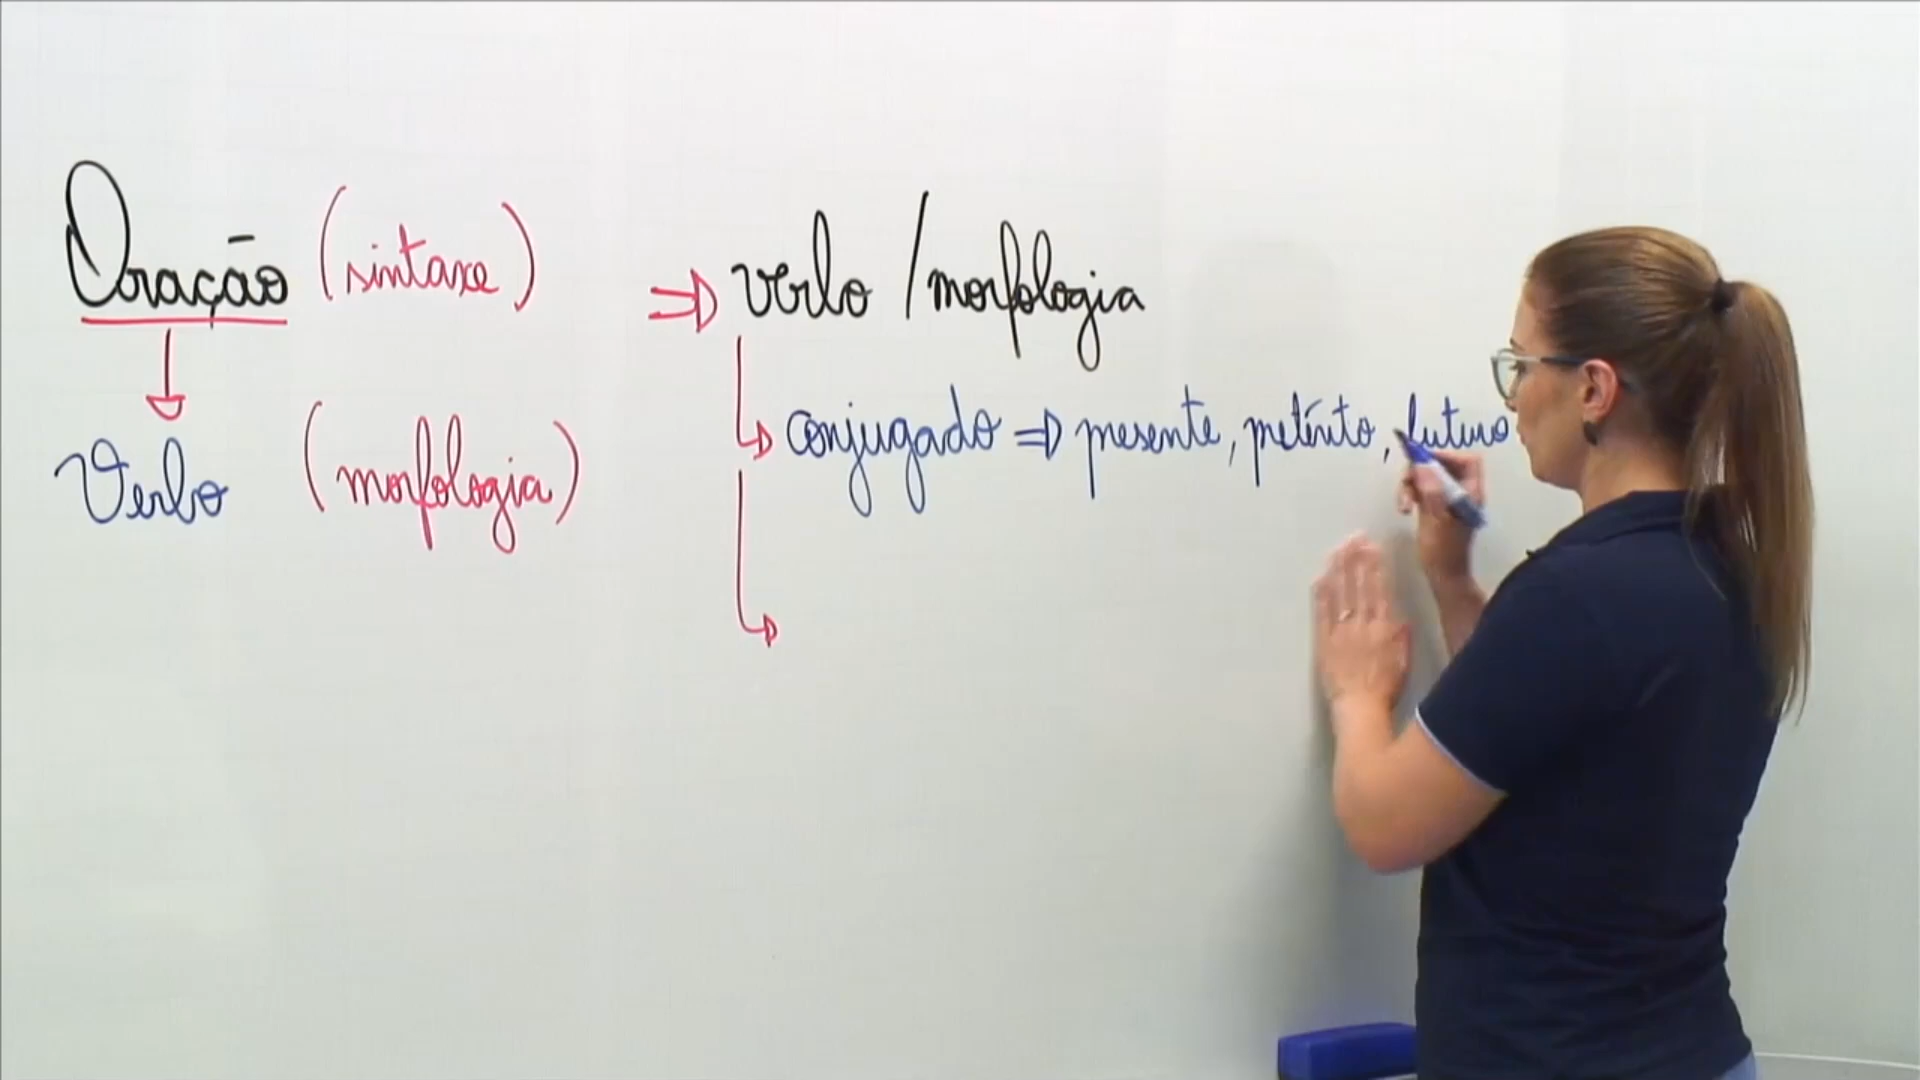 Oração (sintaxe)
Verbo (morfologia)
⇒ verbo / morfologia
conjugado ⇒ presente, pretérito, futuro